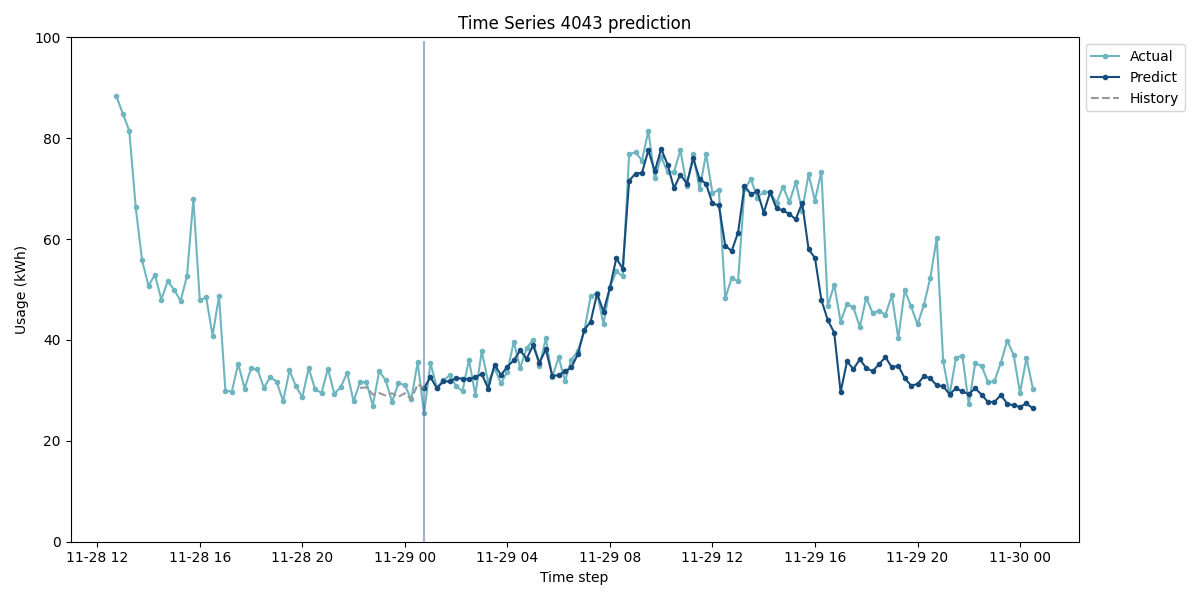 Time Series 4043 prediction
Usage (kWh)
100
80
60
40
20
0
11-28 12
11-28 16
11-28 20
11-29 00
11-29 04
11-29 08
11-29 12
11-29 16
11-29 20
11-30 00
Time step
Actual
Predict
History